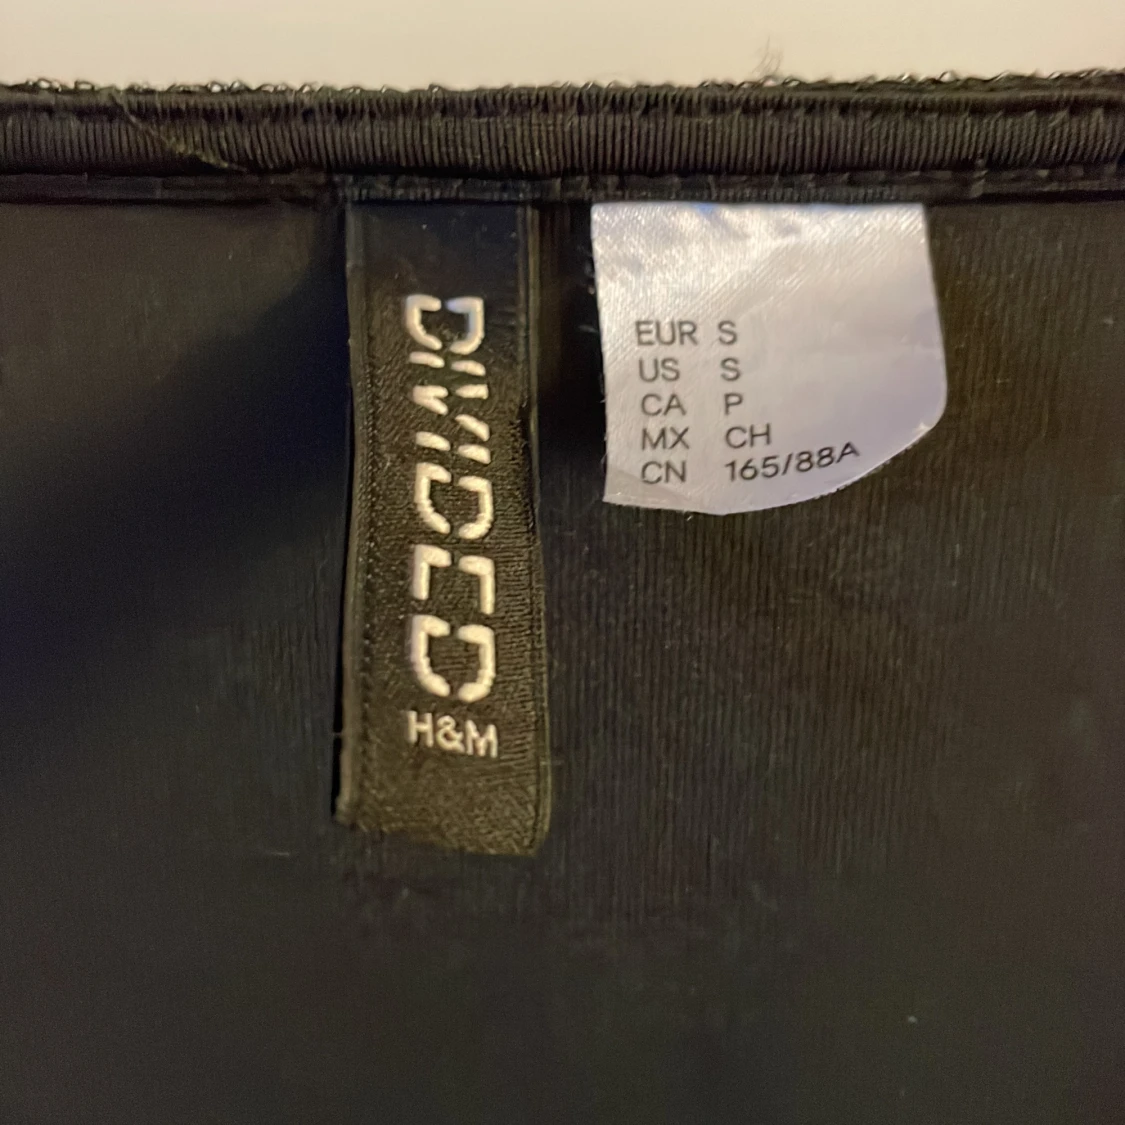 DIVIDED
H&M
EUR S
US S
CA P
MX CH
CN 165/88A